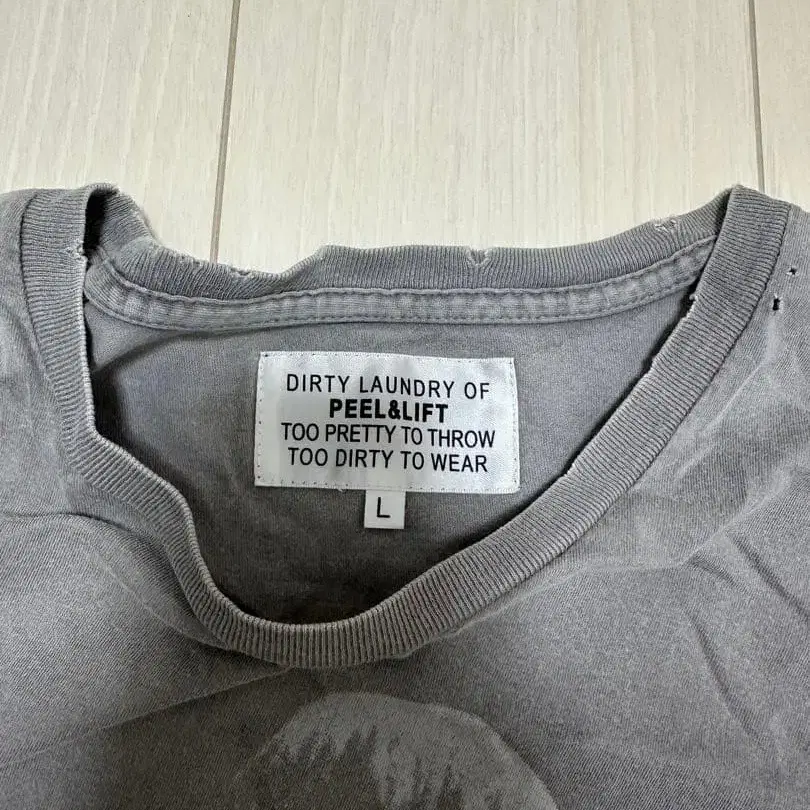 DIRTY LAUNDRY OF
PEEL&LIFT
TOO PRETTY TO THROW
TOO DIRTY TO WEAR
L